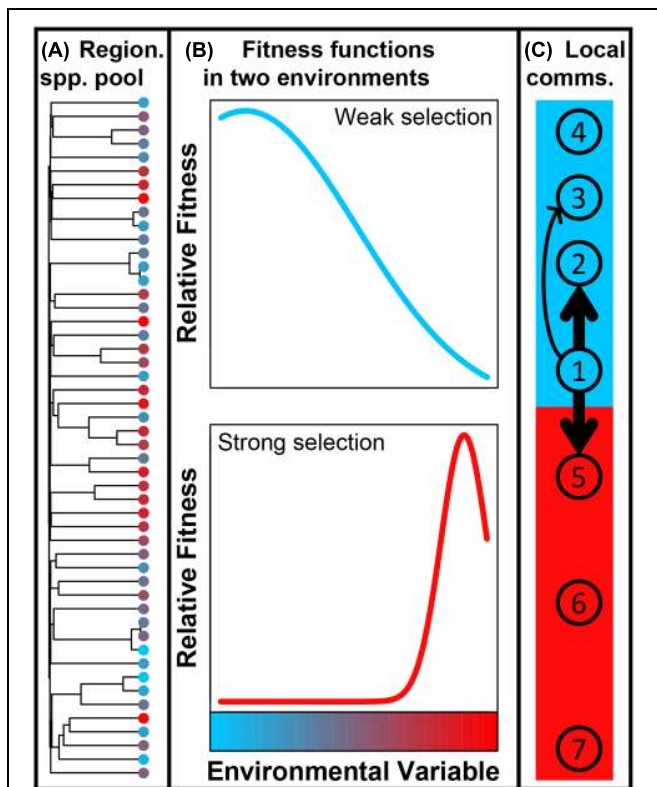 (A) Region.
spp. pool
(B) Fitness functions
in two environments
Weak selection
Relative Fitness
Strong selection
Relative Fitness
Environmental Variable
(C) Local
comms.
4
3
2
1
5
6
7